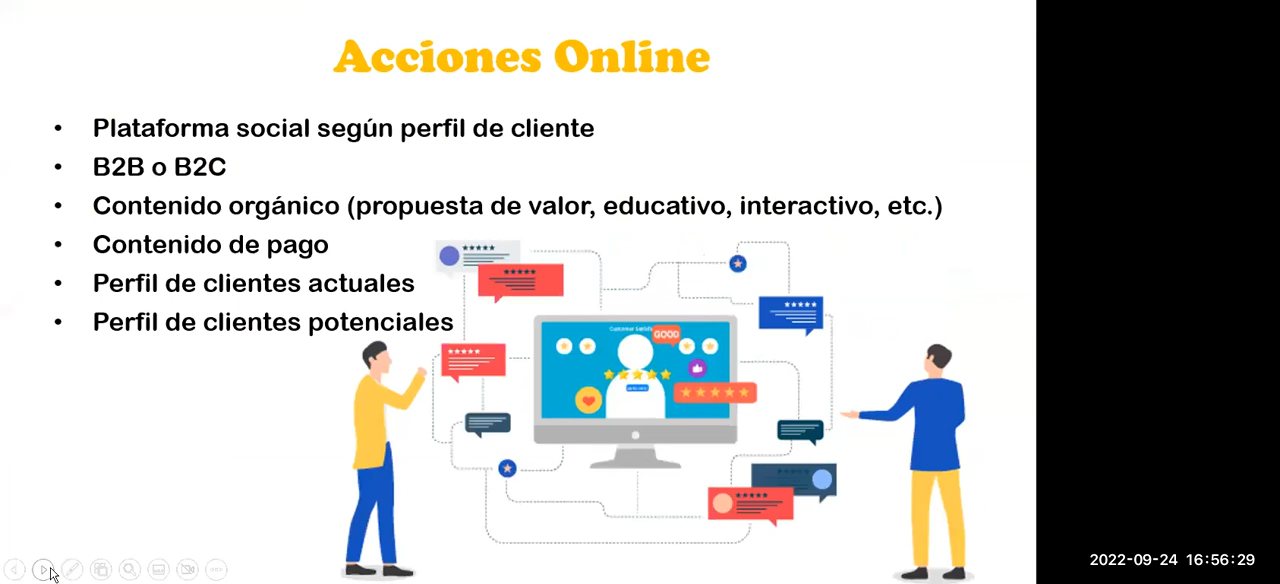 Acciones Online
• Plataforma social según perfil de cliente
• B2B o B2C
• Contenido orgánico (propuesta de valor, educativo, interactivo, etc.)
• Contenido de pago
• Perfil de clientes actuales
• Perfil de clientes potenciales
GOOD
2022-09-24 16:56:29